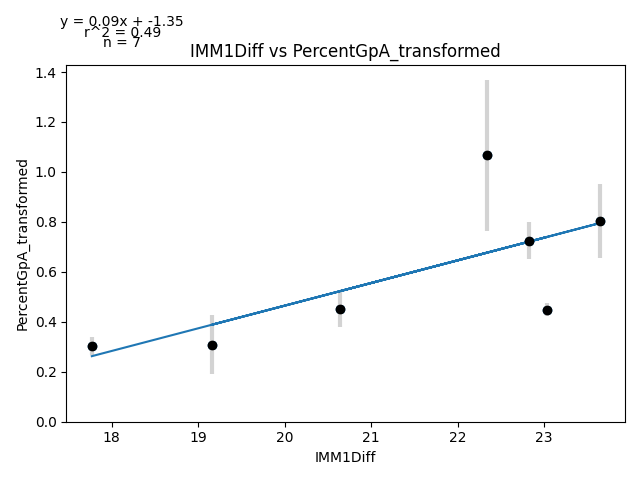 y = 0.09x + -1.35
r^2 = 0.49
n = 7
IMM1Diff vs PercentGpA_transformed
PercentGpA_transformed
1.4
1.2
1.0
0.8
0.6
0.4
0.2
0.0
18 19 20 21 22 23
IMM1Diff